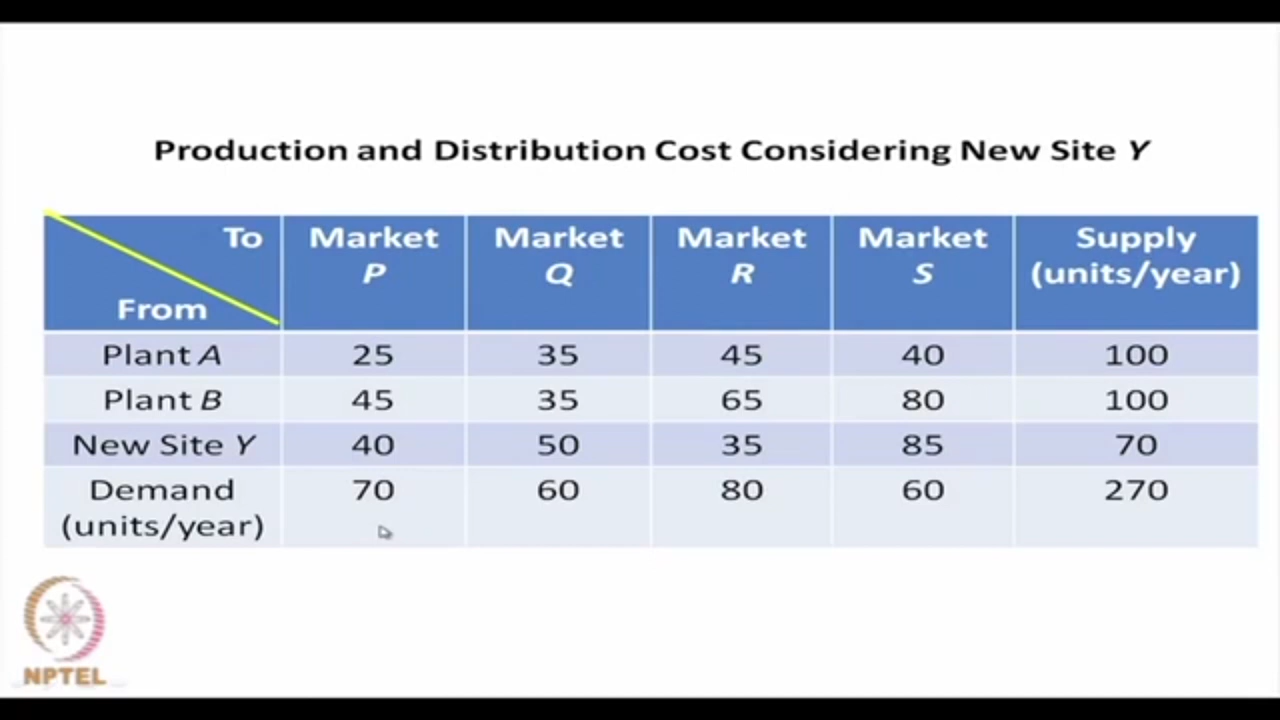 Production and Distribution Cost Considering New Site Y
To
From
Market P
Market Q
Market R
Market S
Supply (units/year)
Plant A 25 35 45 40 100
Plant B 45 35 65 80 100
New Site Y 40 50 35 85 70
Demand (units/year) 70 60 80 60 270
NPTEL